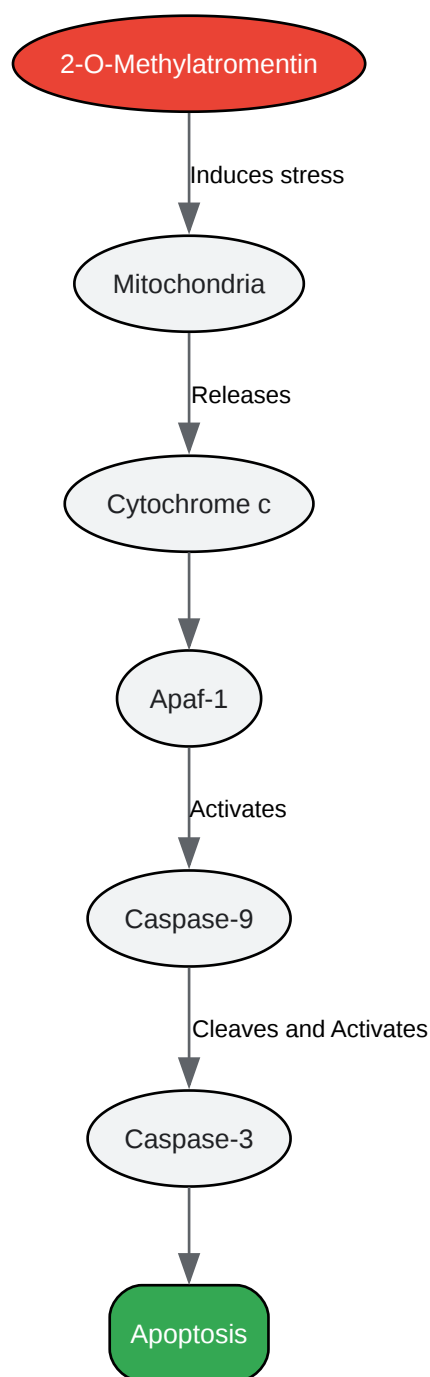 2-O-Methylatromentin
Induces stress
Mitochondria
Releases
Cytochrome c
Apaf-1
Activates
Caspase-9
Cleaves and Activates
Caspase-3
Apoptosis